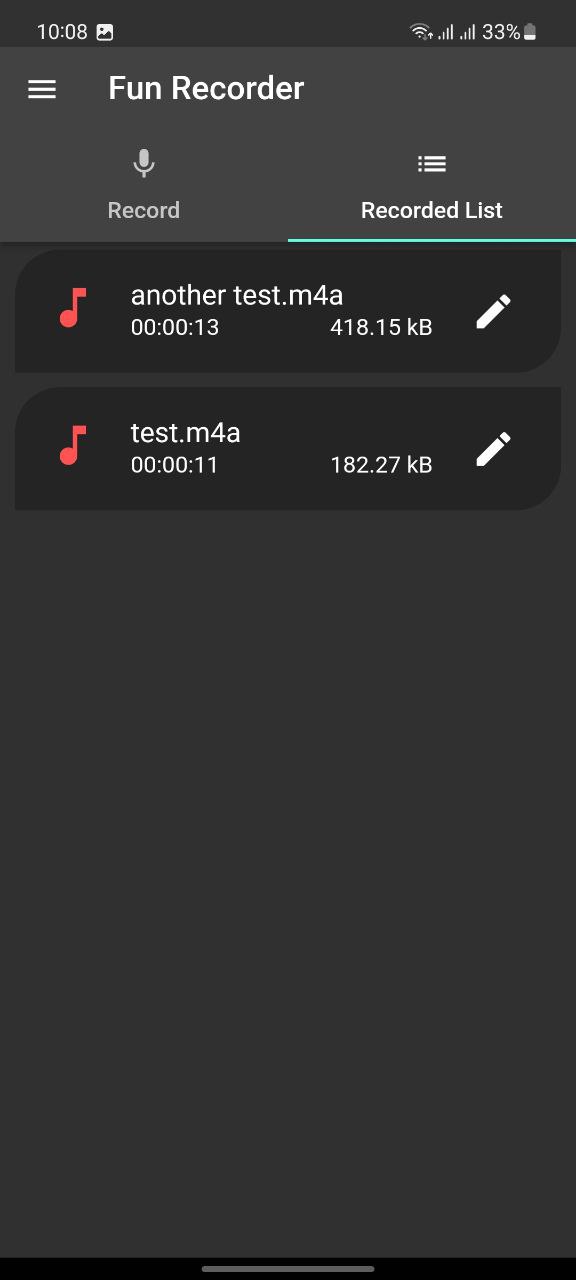 10:08 33%
Fun Recorder
Record Recorded List
another test.m4a
00:00:13 418.15 kB
test.m4a
00:00:11 182.27 kB